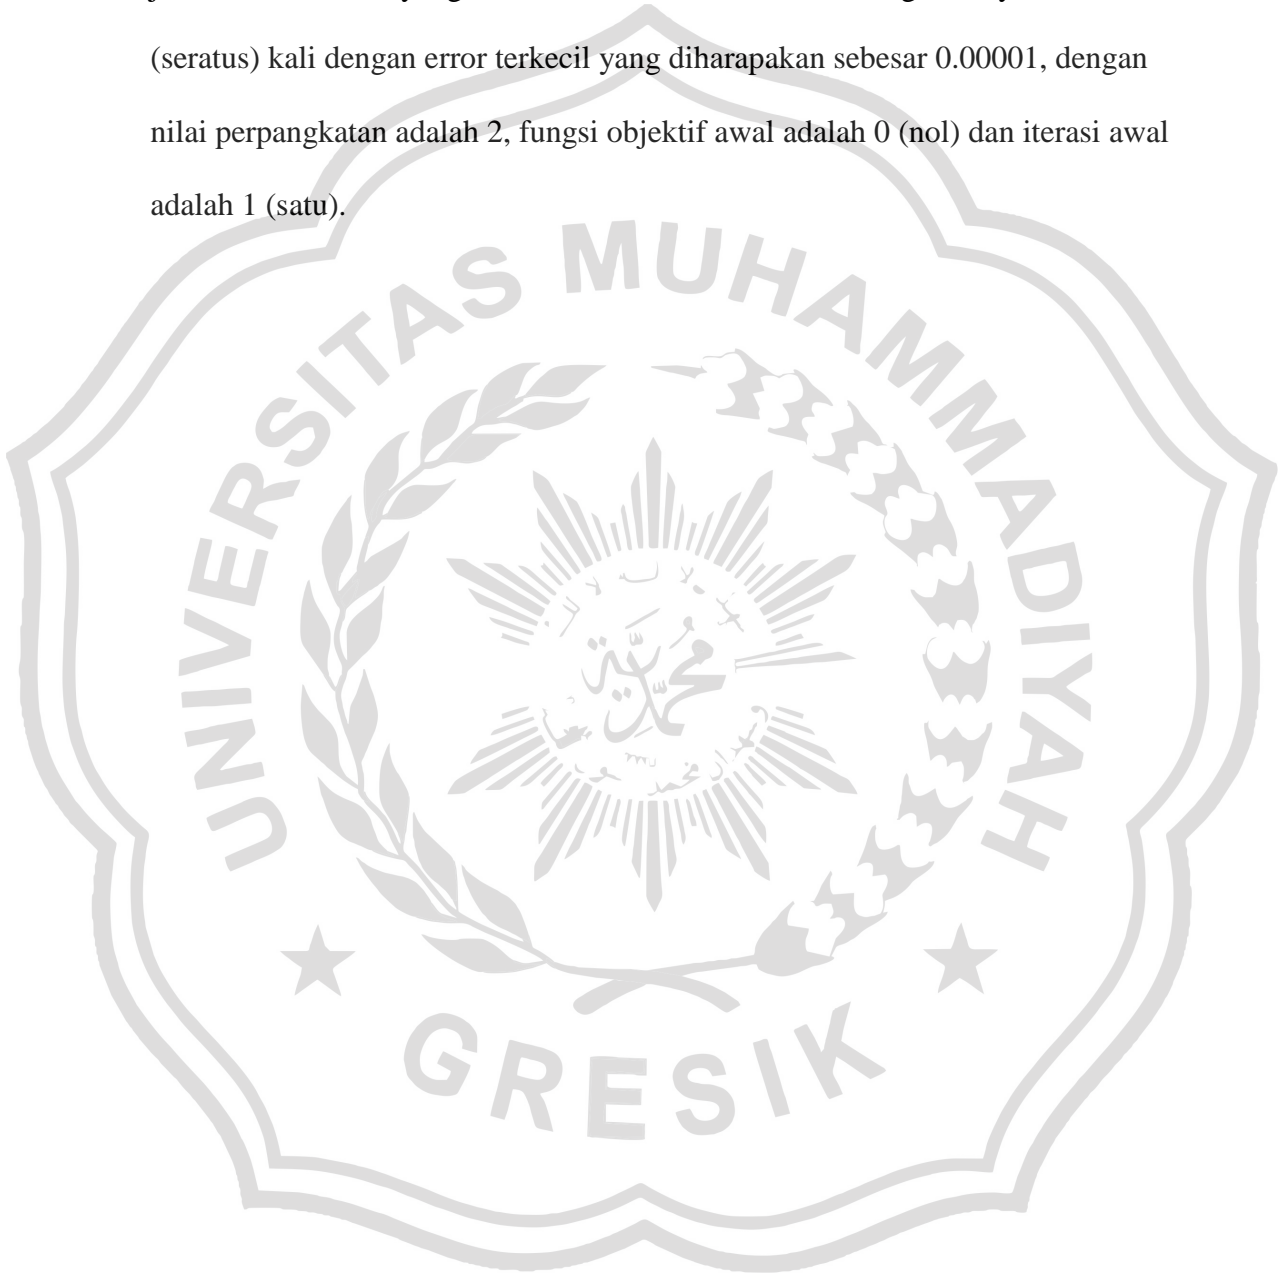 (seratus) kali dengan error terkecil yang diharapakan sebesar 0.00001, dengan
nilai perpangkatan adalah 2, fungsi objektif awal adalah 0 (nol) dan iterasi awal
adalah 1 (satu).
UNIVERSITAS MUHAMMADIYAH
GRESIK